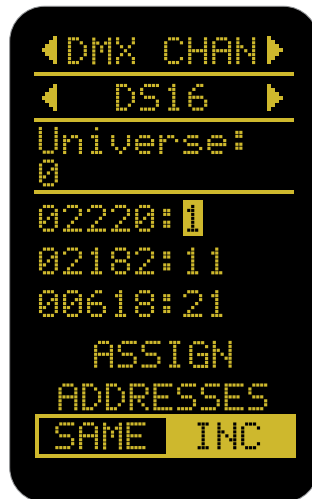 DMX CHAN
DS16
Universe:
0
02220:1
02182:11
00618:21
ASSIGN
ADDRESSES
SAME INC